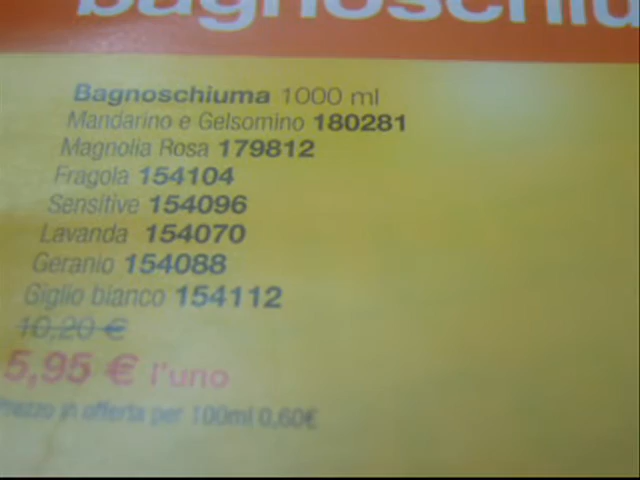 bagnoschiu
Bagnoschiuma 1000 ml
Mandarino e Gelsomino 180281
Magnolia Rosa 179812
Fragola 154104
Sensitive 154096
Lavanda 154070
Geranio 154088
Giglio bianco 154112
10,20 €
5,95 € l'uno
Prezzo in offerta per 100ml 0,60€